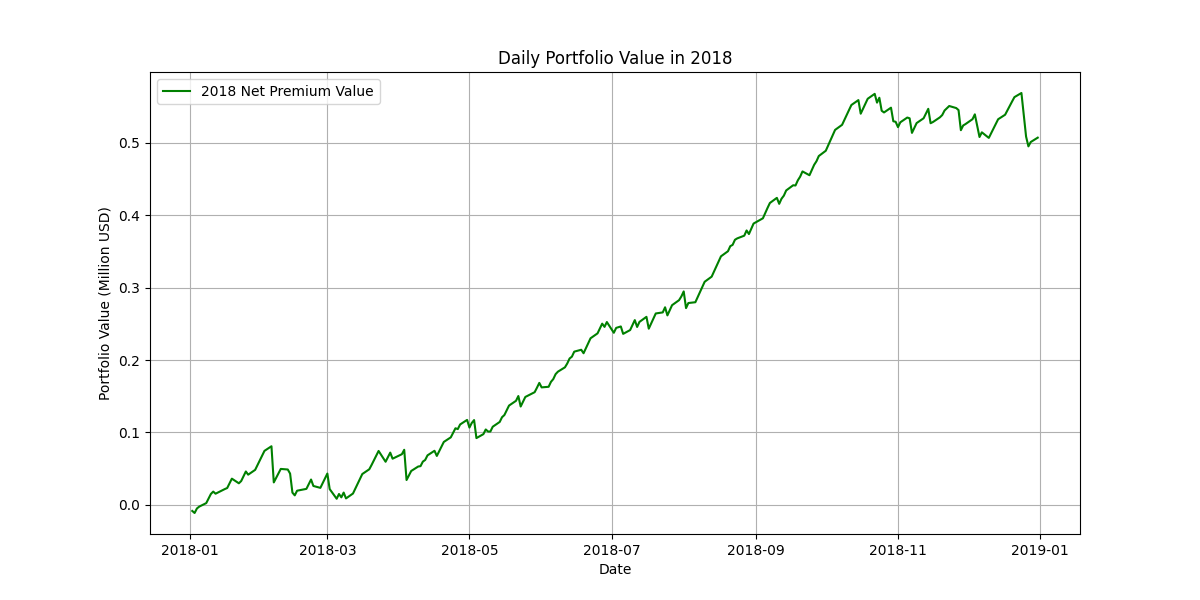 Daily Portfolio Value in 2018
2018 Net Premium Value
Portfolio Value (Million USD)
0.5
0.4
0.3
0.2
0.1
0.0
2018-01 2018-03 2018-05 2018-07 2018-09 2018-11 2019-01
Date